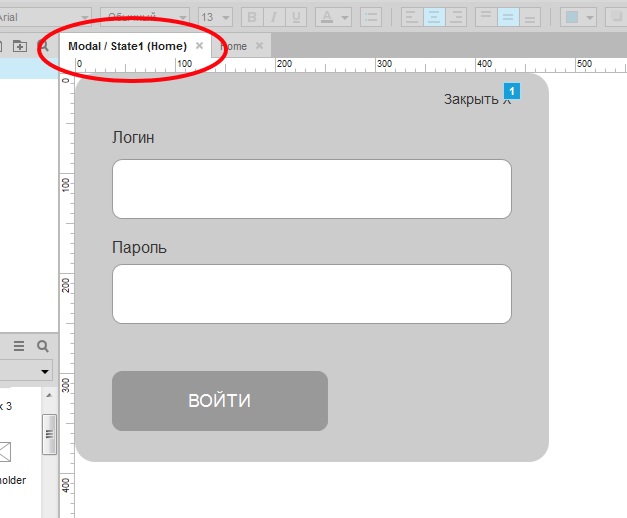 Arial Обычный 13 B I U A
Modal / State1 (Home) × Home ×
0 100 200 300 400 500
0
Закрыть X 1
Логин
100
Пароль
200
300
ВОЙТИ
x 3
400
holder